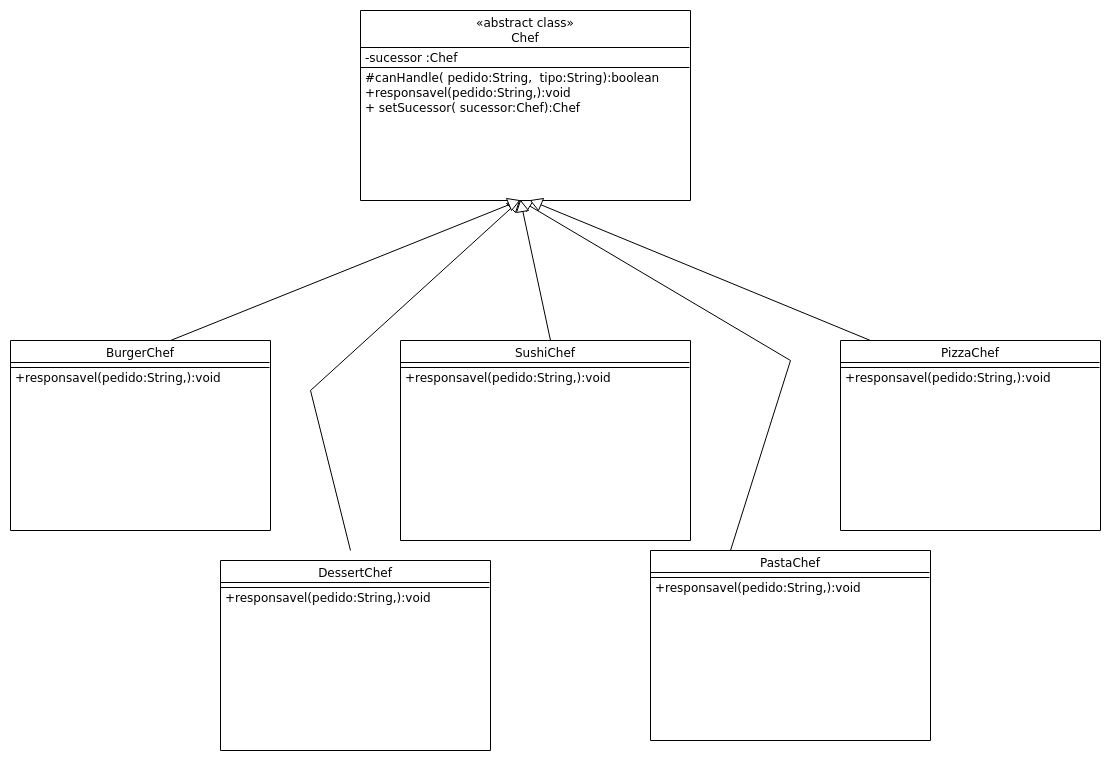 «abstract class»
Chef
-sucessor :Chef
#canHandle( pedido:String,  tipo:String):boolean
+responsavel(pedido:String,):void
+ setSucessor( sucessor:Chef):Chef
BurgerChef
+responsavel(pedido:String,):void
SushiChef
+responsavel(pedido:String,):void
PizzaChef
+responsavel(pedido:String,):void
DessertChef
+responsavel(pedido:String,):void
PastaChef
+responsavel(pedido:String,):void